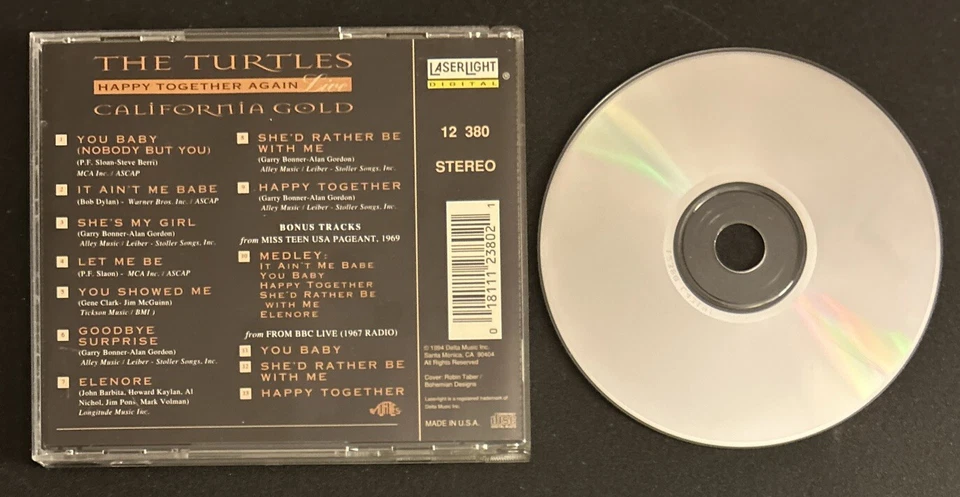 THE TURTLES
HAPPY TOGETHER AGAIN Live
CALIFORNIA GOLD
1 YOU BABY
(NOBODY BUT YOU)
(P.F. Sloan-Steve Berri)
MCA Inc. / ASCAP
2 IT AIN'T ME BABE
(Bob Dylan) - Warner Bros. Inc. / ASCAP
3 SHE'S MY GIRL
(Garry Bonner-Alan Gordon)
Alley Music / Leiber - Stoller Songs, Inc.
4 LET ME BE
(P.F. Slaon) - MCA Inc. / ASCAP
5 YOU SHOWED ME
(Gene Clark- Jim McGuinn)
Tickson Music / BMI )
6 GOODBYE
SURPRISE
(Garry Bonner-Alan Gordon)
Alley Music / Leiber - Stoller Songs, Inc.
7 ELENORE
(John Barbita, Howard Kaylan, Al
Nichol, Jim Pons, Mark Volman)
Longitude Music Inc.
8 SHE'D RATHER BE
WITH ME
(Garry Bonner-Alan Gordon)
Alley Music / Leiber - Stoller Songs, Inc.
9 HAPPY TOGETHER
(Garry Bonner-Alan Gordon)
Alley Music / Leiber - Stoller Songs, Inc.
BONUS TRACKS
from MISS TEEN USA PAGEANT, 1969
10 MEDLEY:
IT AIN'T ME BABE
YOU BABY
HAPPY TOGETHER
SHE'D RATHER BE
WITH ME
ELENORE
from FROM BBC LIVE (1967 RADIO)
11 YOU BABY
12 SHE'D RATHER BE
WITH ME
13 HAPPY TOGETHER
LASERLIGHT ®
DIGITAL
12 380
STEREO
0 18111 23802 1
© 1994 Delta Music Inc.
Santa Monica, CA 90404
All Rights Reserved
Cover: Robin Taber /
Bohemian Designs
Laserlight is a registered trademark of
Delta Music Inc.
MADE IN U.S.A.